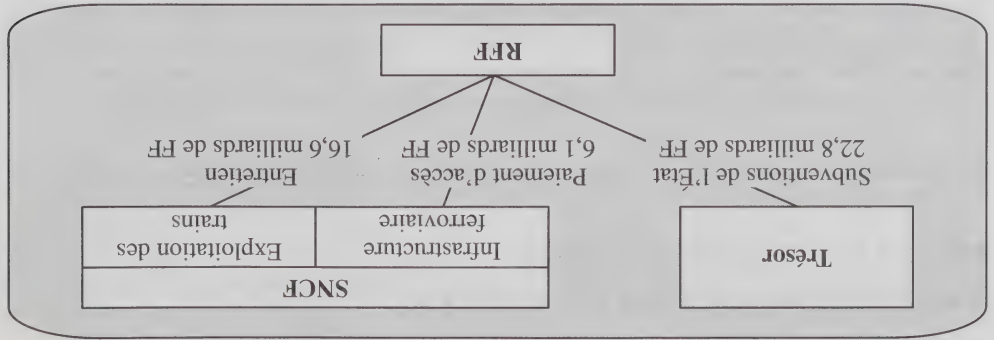 Trésor
SNCF
Infrastructure
ferroviaire
Exploitation des
trains
Subventions de l'État
22,8 milliards de FF
Paiement d'accès
6,1 milliards de FF
Entretien
16,6 milliards de FF
RFF